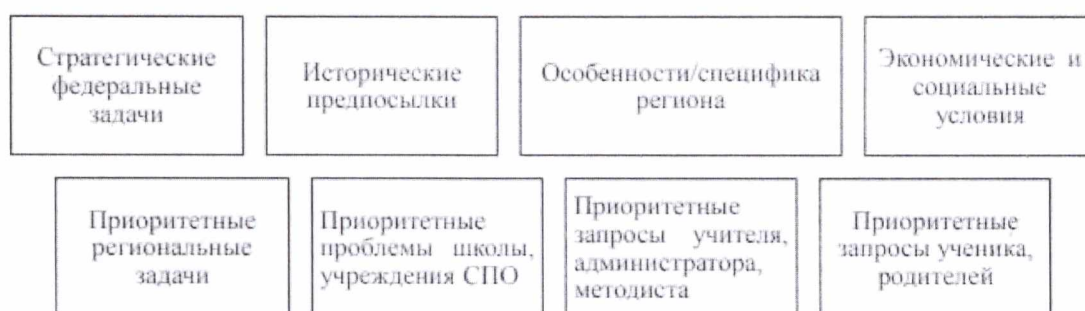 Стратегические
федеральные
задачи
Исторические
предпосылки
Особенности/специфика
региона
Экономические и
социальные
условия
Приоритетные
региональные
задачи
Приоритетные
проблемы школы,
учреждения СПО
Приоритетные
запросы учителя,
администратора,
методиста
Приоритетные
запросы ученика,
родителей